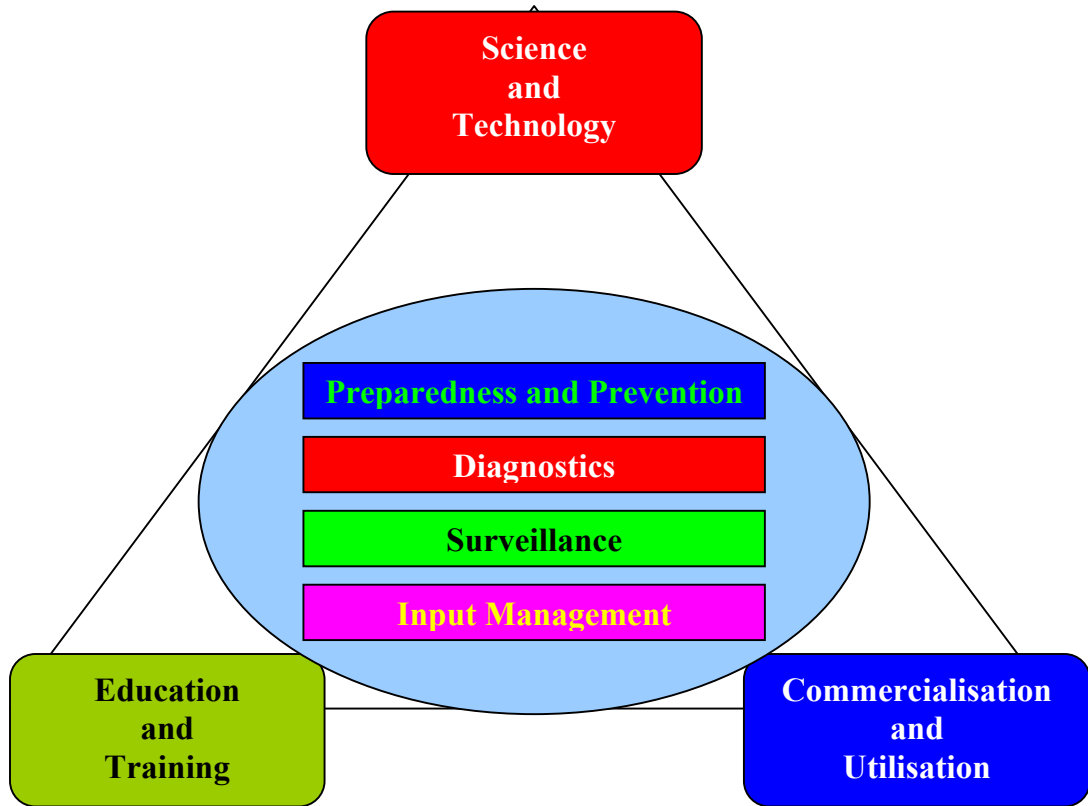 Science
and
Technology
Preparedness and Prevention
Diagnostics
Surveillance
Input Management
Education
and
Training
Commercialisation
and
Utilisation